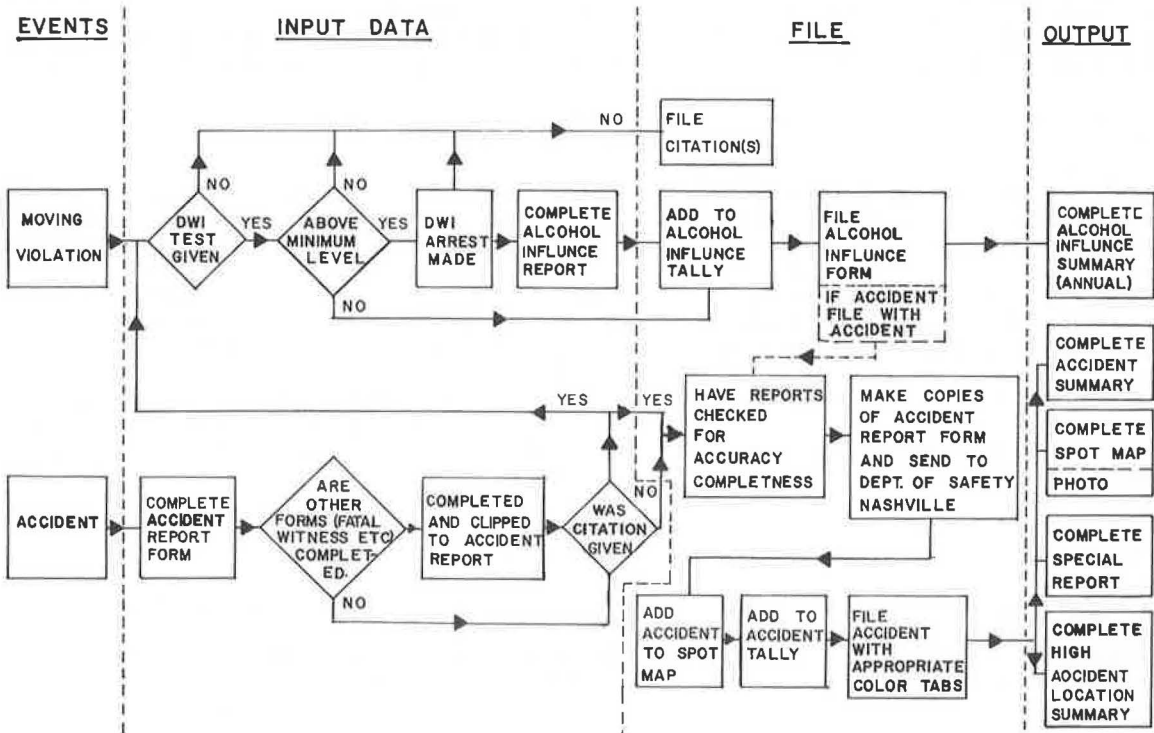 EVENTS
INPUT DATA
FILE
OUTPUT
NO
FILE
CITATION(S)
MOVING
VIOLATION
DWI
TEST
GIVEN
NO
YES
ABOVE
MINIMUM
LEVEL
NO
YES
NO
DWI
ARREST
MADE
COMPLETE
ALCOHOL
INFLUNCE
REPORT
ADD TO
ALCOHOL
INFLUNCE
TALLY
FILE
ALCOHOL
INFLUNCE
FORM
IF ACCIDENT
FILE WITH
ACCIDENT
COMPLETE
ALCOHOL
INFLUNCE
SUMMARY
(ANNUAL)
YES
YES
HAVE REPORTS
CHECKED
FOR
ACCURACY
COMPLETNESS
MAKE COPIES
OF ACCIDENT
REPORT FORM
AND SEND TO
DEPT. OF SAFETY
NASHVILLE
COMPLETE
ACCIDENT
SUMMARY
COMPLETE
SPOT MAP
PHOTO
ACCIDENT
COMPLETE
ACCIDENT
REPORT
FORM
ARE
OTHER
FORMS (FATAL
WITNESS ETC)
COMPLET-
ED.
NO
COMPLETED
AND CLIPPED
TO ACCIDENT
REPORT
WAS
CITATION
GIVEN
NO
ADD
ACCIDENT
TO SPOT
MAP
ADD TO
ACCIDENT
TALLY
FILE
ACCIDENT
WITH
APPROPRIATE
COLOR TABS
COMPLETE
SPECIAL
REPORT
COMPLETE
HIGH
AOCIDENT
LOCATION
SUMMARY